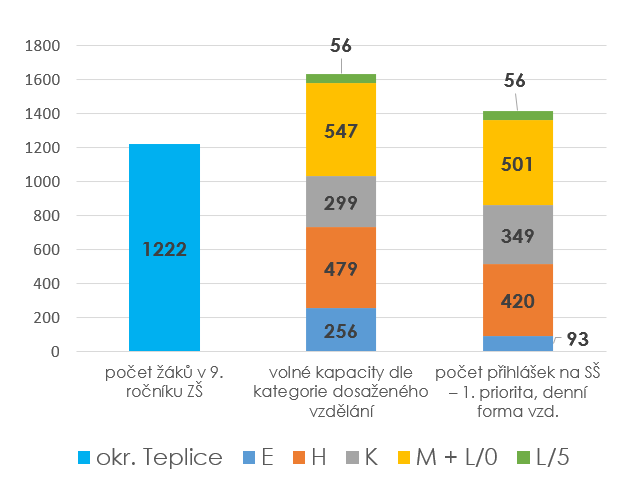 56
1800
1600
1400
1200
1000
800
600
400
200
0
1222
547
299
479
256
56
501
349
420
93
počet žáků v 9.
ročníku ZŠ
volné kapacity dle
kategorie dosaženého
vzdělání
počet přihlášek na SŠ
– 1. priorita, denní
forma vzd.
okr. Teplice E H K M + L/0 L/5